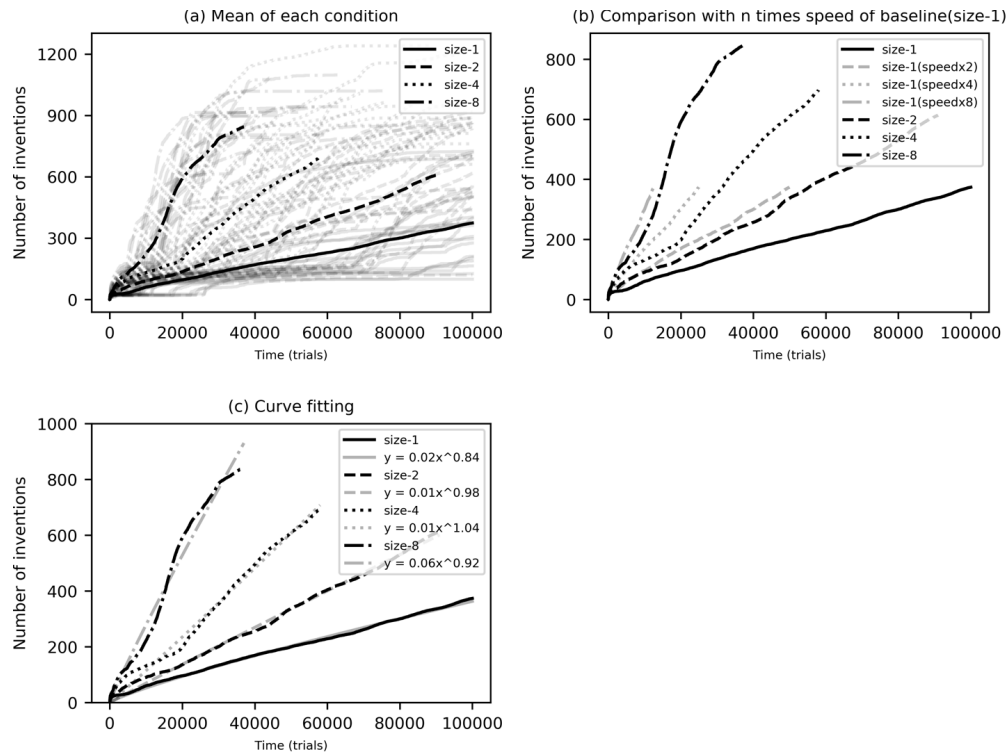 (a) Mean of each condition
1200
900
600
300
0
Number of inventions
size-1
size-2
size-4
size-8
0 20000 40000 60000 80000 100000
Time (trials)
(b) Comparison with n times speed of baseline(size-1)
800
600
400
200
0
Number of inventions
size-1
size-1(speedx2)
size-1(speedx4)
size-1(speedx8)
size-2
size-4
size-8
0 20000 40000 60000 80000 100000
Time (trials)
(c) Curve fitting
1000
800
600
400
200
0
Number of inventions
size-1
y = 0.02x^0.84
size-2
y = 0.01x^0.98
size-4
y = 0.01x^1.04
size-8
y = 0.06x^0.92
0 20000 40000 60000 80000 100000
Time (trials)